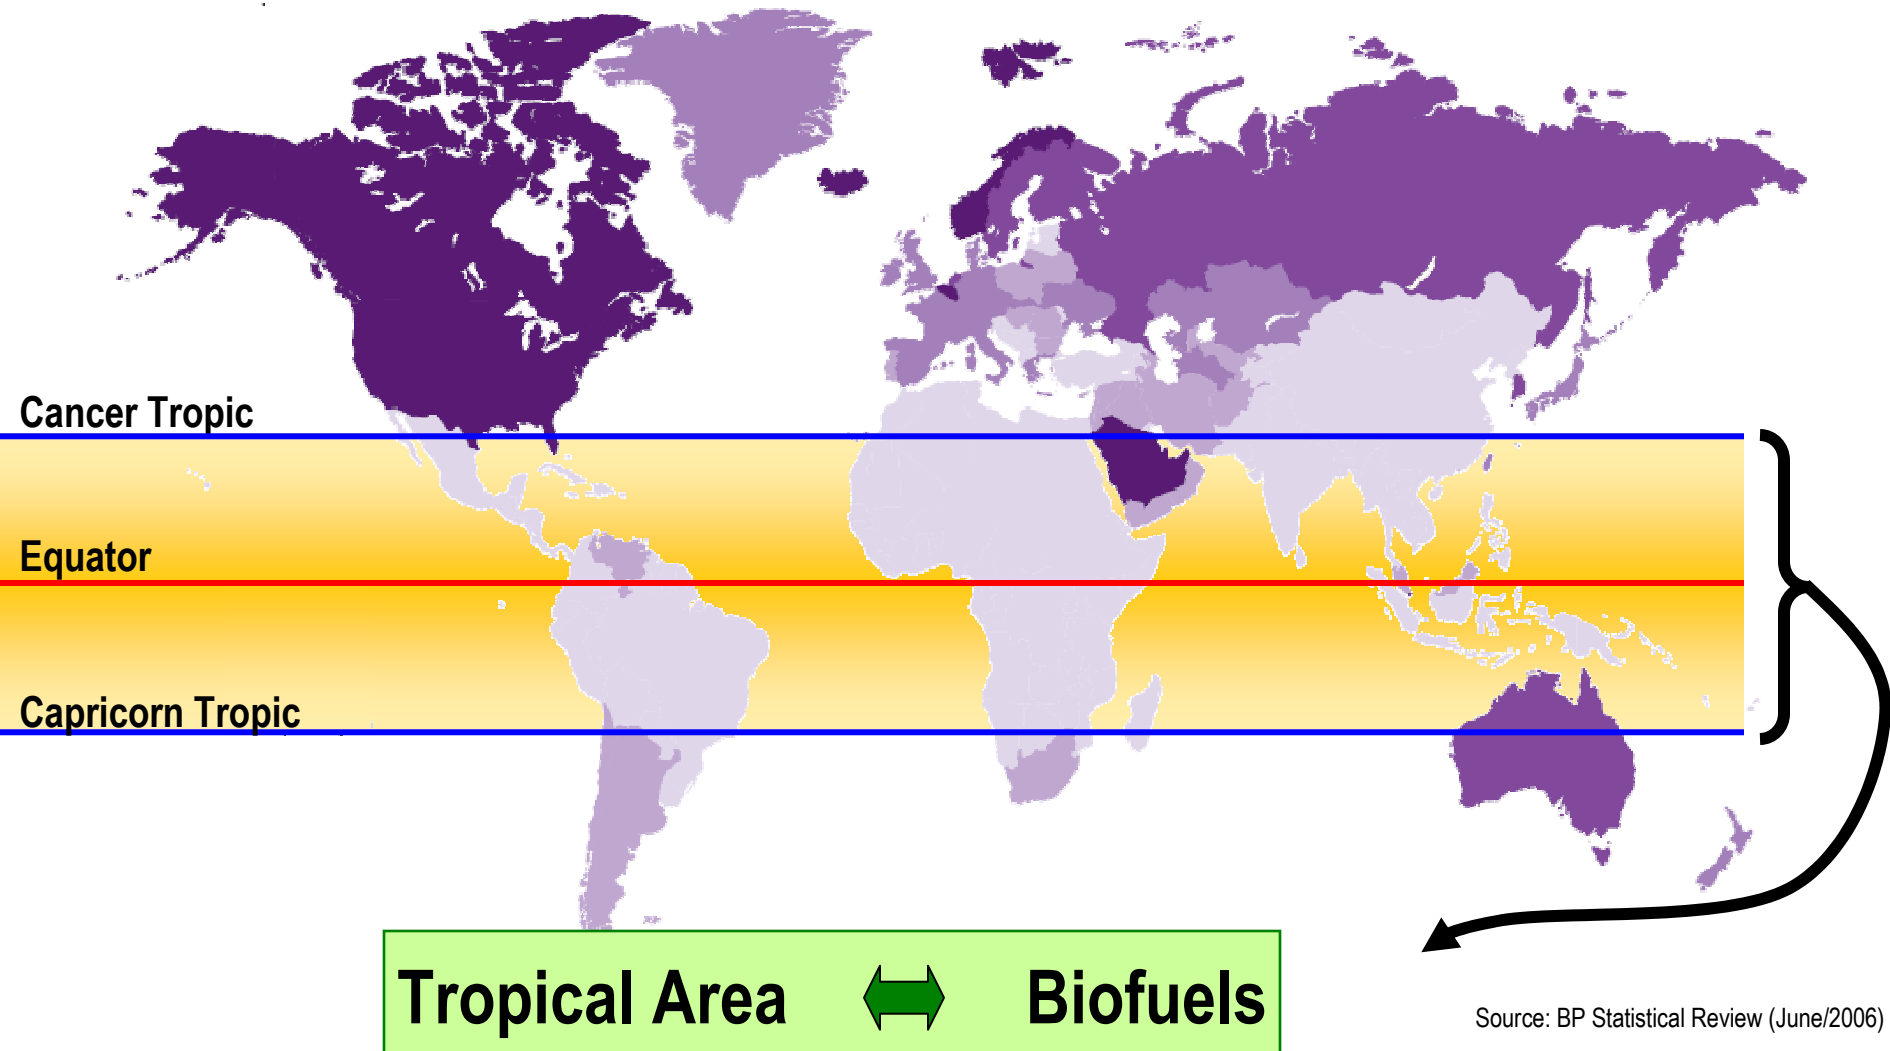 Cancer Tropic
Equator
Capricorn Tropic
Tropical Area Biofuels
Source: BP Statistical Review (June/2006)